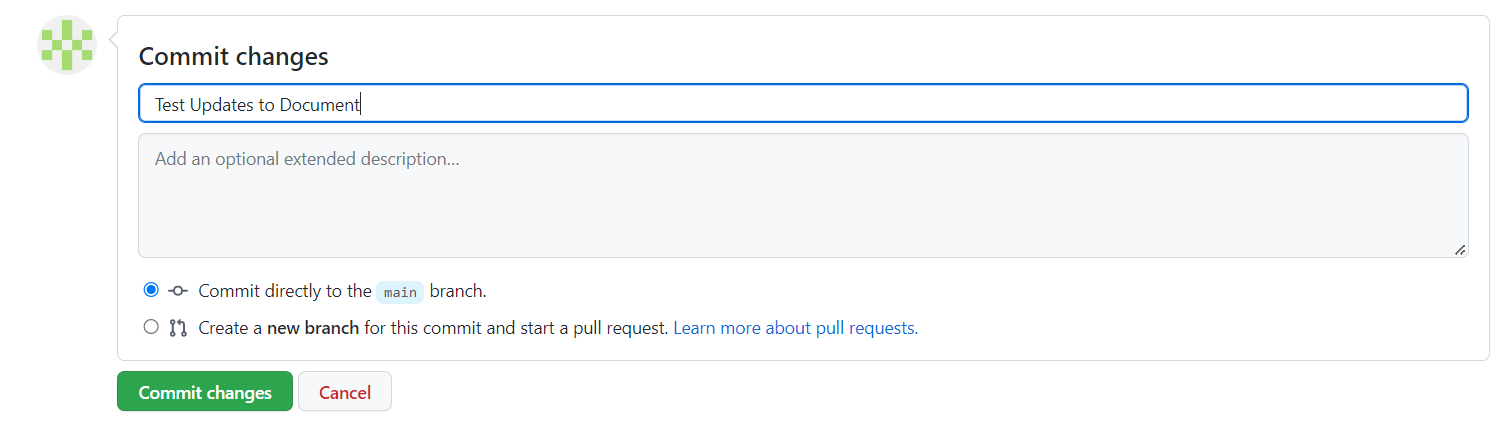 Commit changes
Test Updates to Document
Add an optional extended description...
Commit directly to the main branch.
Create a new branch for this commit and start a pull request. Learn more about pull requests.
Commit changes Cancel